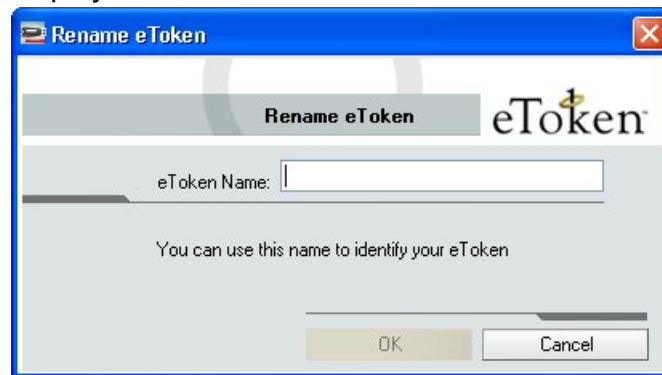 Rename eToken
Rename eToken
eToken
eToken Name:
You can use this name to identify your eToken
OK Cancel